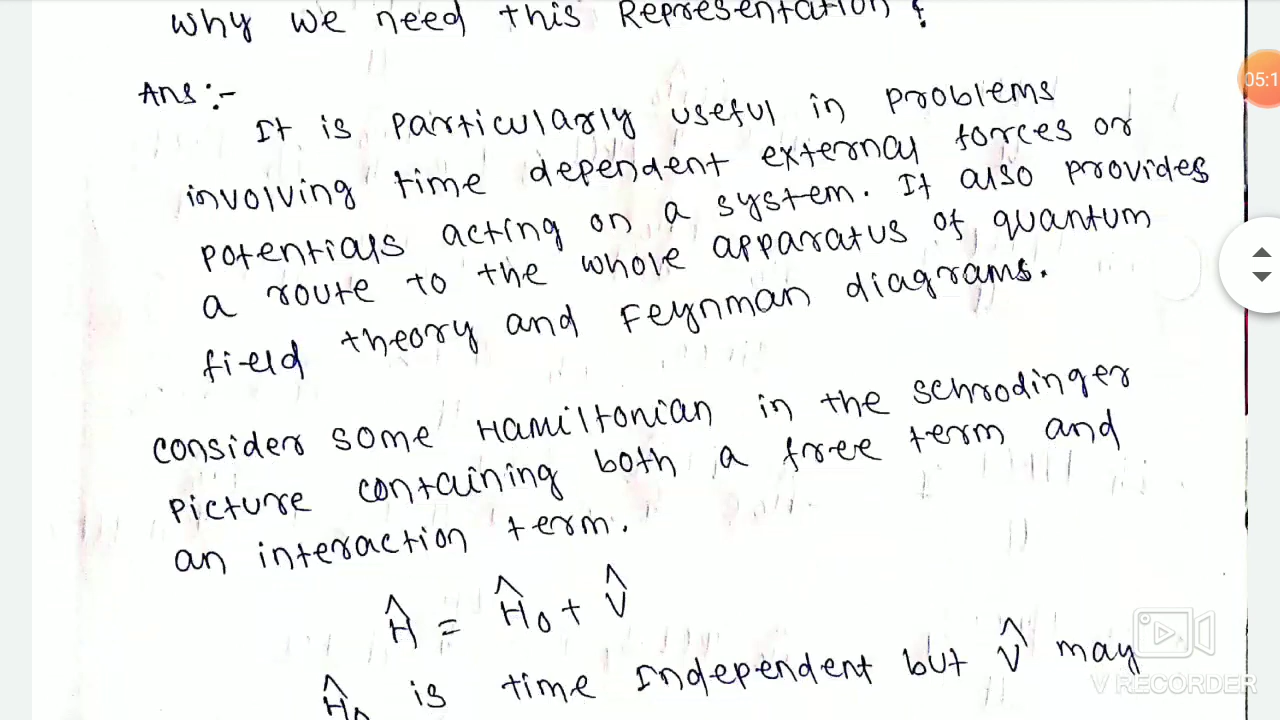 Why we need this Representation?
Ans:-
It is particularly useful in problems
involving time dependent external forces or
potentials acting on a system. It also provides
a route to the whole apparatus of quantum
field theory and Feynman diagrams.
consider some Hamiltonian in the schrodinger
picture containing both a free term and
an interaction term.
Ĥ = Ĥ₀ + V̂
Ĥ₀ is time Independent but V̂ may
05:1
V RECORDER